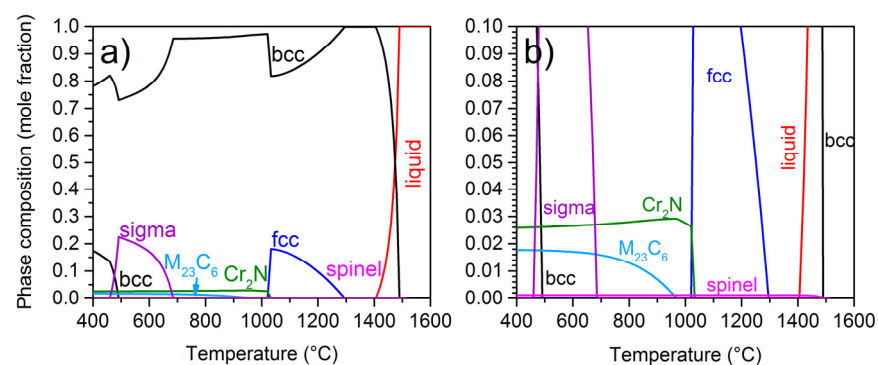 a)
Phase composition (mole fraction)
1.0
0.9
0.8
0.7
0.6
0.5
0.4
0.3
0.2
0.1
0.0
bcc
liquid
sigma
bcc
M23C6
Cr2N
fcc
spinel
400 600 800 1000 1200 1400 1600
Temperature (°C)
b)
0.10
0.09
0.08
0.07
0.06
0.05
0.04
0.03
0.02
0.01
0.00
fcc
liquid
bcc
sigma
Cr2N
M23C6
bcc
spinel
400 600 800 1000 1200 1400 1600
Temperature (°C)